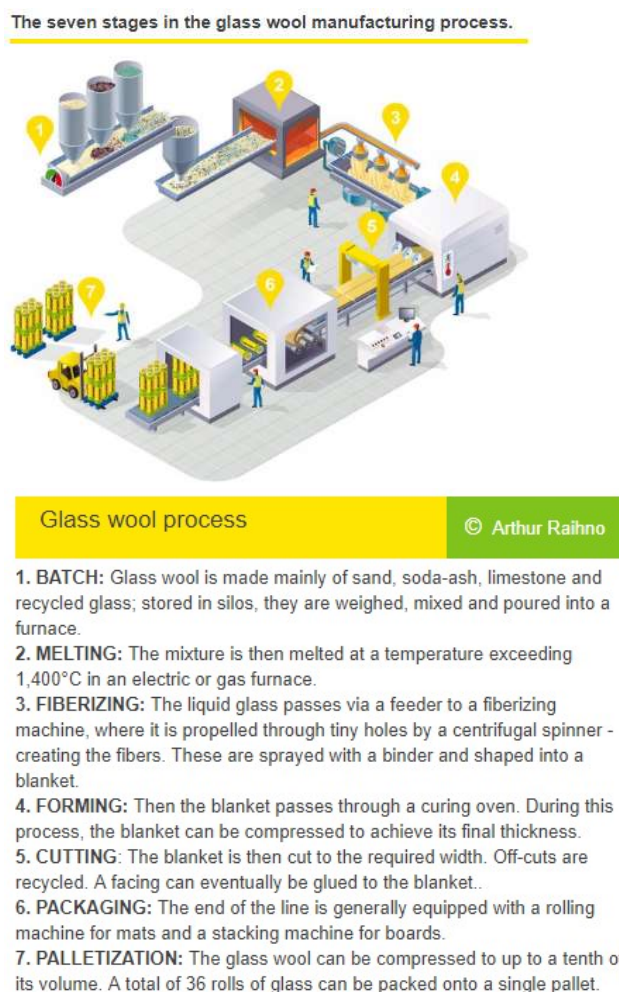 The seven stages in the glass wool manufacturing process.
1
2
3
4
5
6
7
Glass wool process
© Arthur Raihno
1. BATCH: Glass wool is made mainly of sand, soda-ash, limestone and
recycled glass; stored in silos, they are weighed, mixed and poured into a
furnace.
2. MELTING: The mixture is then melted at a temperature exceeding
1,400°C in an electric or gas furnace.
3. FIBERIZING: The liquid glass passes via a feeder to a fiberizing
machine, where it is propelled through tiny holes by a centrifugal spinner -
creating the fibers. These are sprayed with a binder and shaped into a
blanket.
4. FORMING: Then the blanket passes through a curing oven. During this
process, the blanket can be compressed to achieve its final thickness.
5. CUTTING: The blanket is then cut to the required width. Off-cuts are
recycled. A facing can eventually be glued to the blanket..
6. PACKAGING: The end of the line is generally equipped with a rolling
machine for mats and a stacking machine for boards.
7. PALLETIZATION: The glass wool can be compressed to up to a tenth o
its volume. A total of 36 rolls of glass can be packed onto a single pallet.